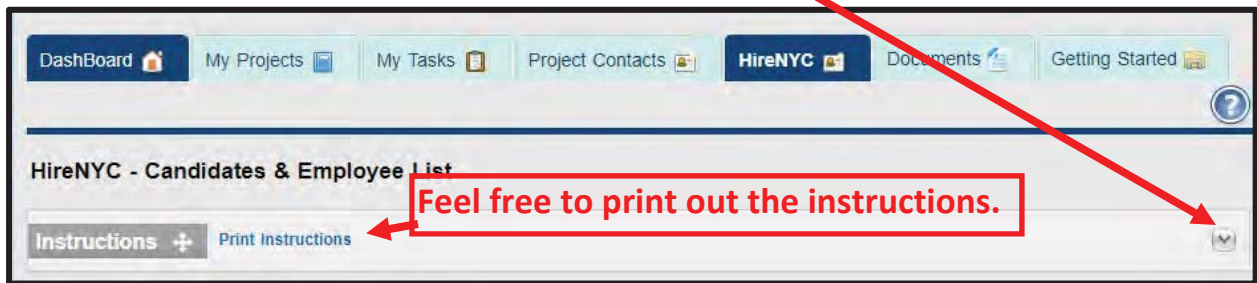 DashBoard My Projects My Tasks Project Contacts HireNYC Documents Getting Started
?
HireNYC - Candidates & Employee List
Feel free to print out the instructions.
Instructions Print Instructions